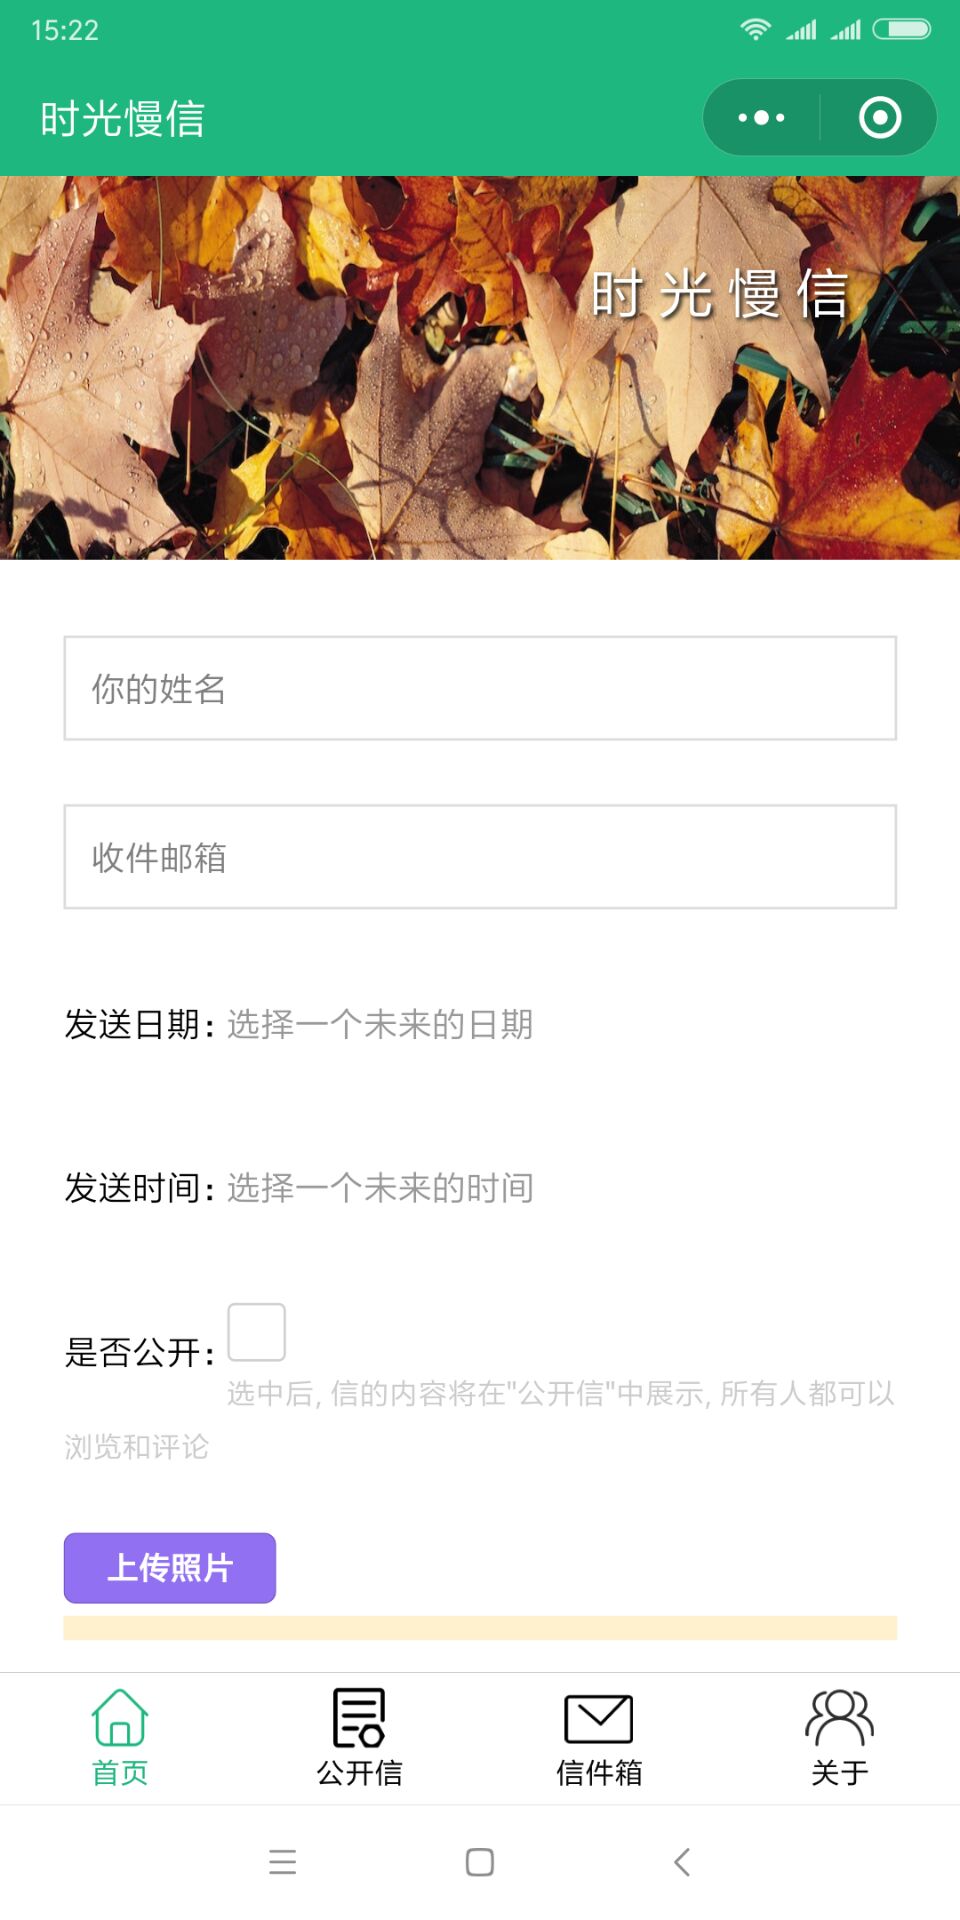 15:22
时光慢信
时光慢信
你的姓名
收件邮箱
发送日期: 选择一个未来的日期
发送时间: 选择一个未来的时间
是否公开:
选中后, 信的内容将在"公开信"中展示, 所有人都可以
浏览和评论
上传照片
首页 公开信 信件箱 关于